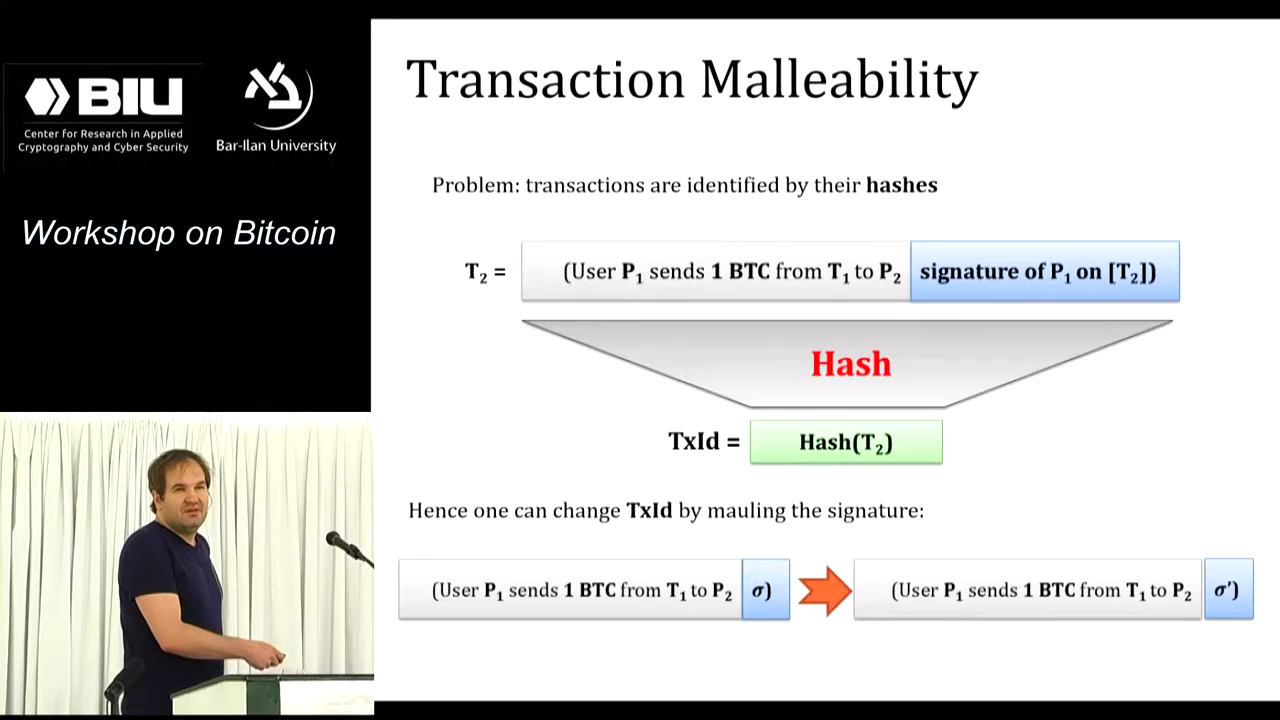 BIU
Center for Research in Applied
Cryptography and Cyber Security
Bar-Ilan University
Workshop on Bitcoin
Transaction Malleability
Problem: transactions are identified by their hashes
T₂ = (User P₁ sends 1 BTC from T₁ to P₂ signature of P₁ on [T₂])
Hash
TxId = Hash(T₂)
Hence one can change TxId by mauling the signature:
(User P₁ sends 1 BTC from T₁ to P₂ σ) (User P₁ sends 1 BTC from T₁ to P₂ σ')